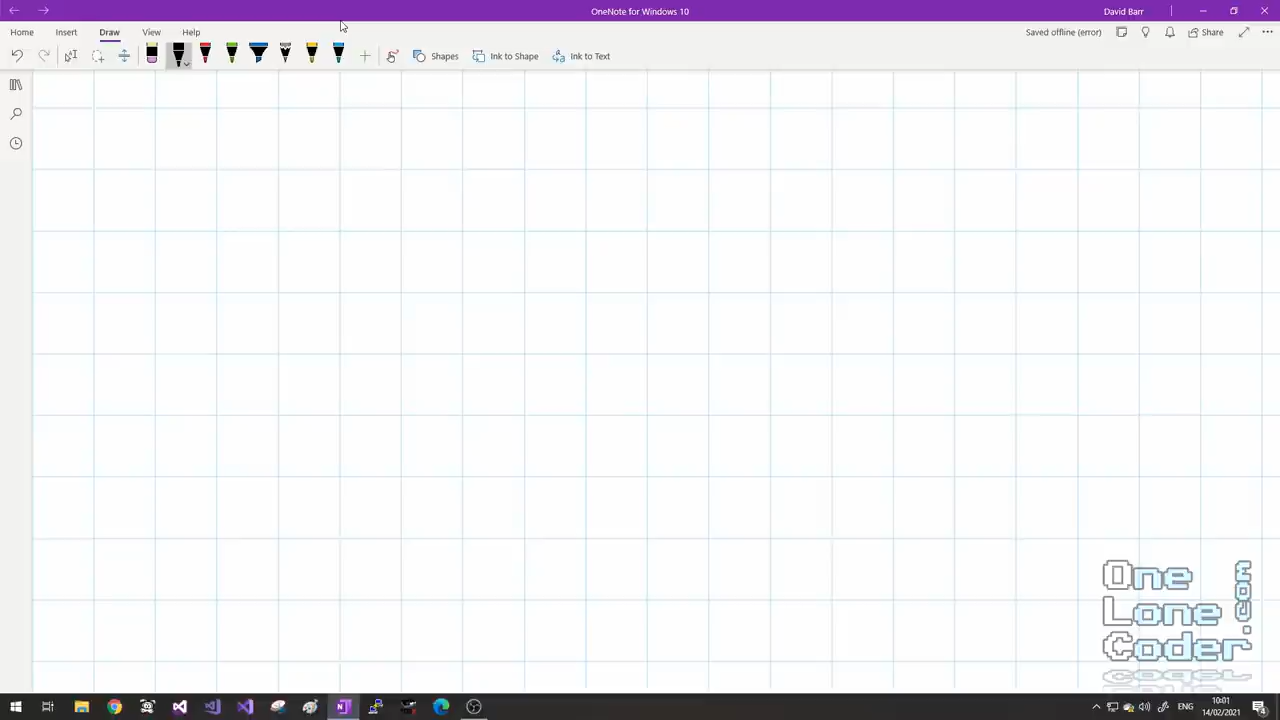 OneNote for Windows 10
David Barr
Home
Insert
Draw
View
Help
Saved offline (error)
Share
Shapes
Ink to Shape
Ink to Text
One
Lone
Coder
.com
ENG
10:01
14/02/2021